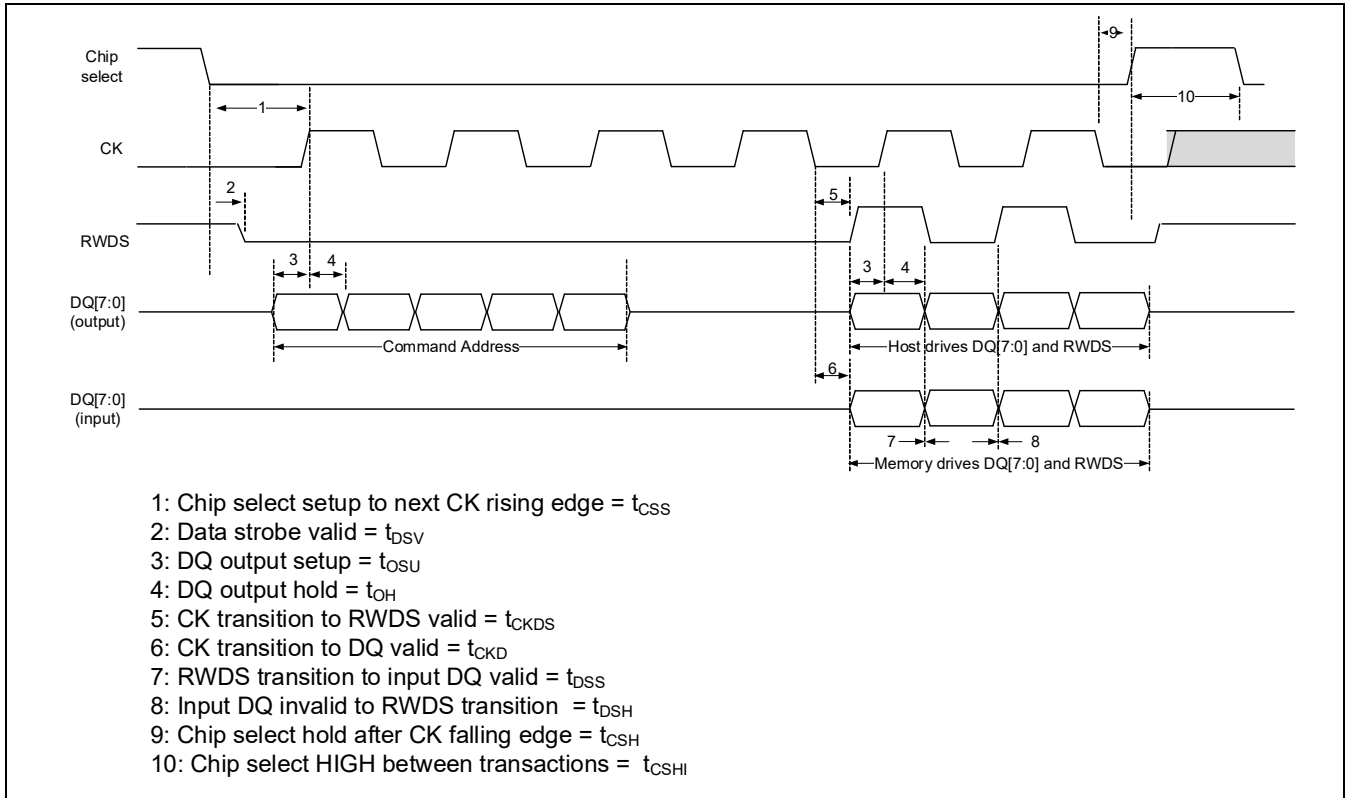 9
Chip
select
10
1
CK
2
5
RWDS
3 4
3 4
DQ[7:0]
(output)
Command Address
Host drives DQ[7:0] and RWDS
6
DQ[7:0]
(input)
7 8
Memory drives DQ[7:0] and RWDS
1: Chip select setup to next CK rising edge = tCSS
2: Data strobe valid = tDSV
3: DQ output setup = tOSU
4: DQ output hold = tOH
5: CK transition to RWDS valid = tCKDS
6: CK transition to DQ valid = tCKD
7: RWDS transition to input DQ valid = tDSS
8: Input DQ invalid to RWDS transition = tDSH
9: Chip select hold after CK falling edge = tCSH
10: Chip select HIGH between transactions = tCSHI